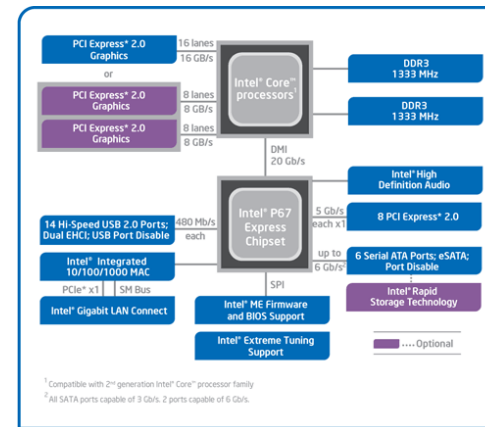 PCI Express* 2.0
Graphics
16 lanes
16 GB/s
or
PCI Express* 2.0
Graphics
8 lanes
8 GB/s
PCI Express* 2.0
Graphics
8 lanes
8 GB/s
Intel® Core™
processors¹
DDR3
1333 MHz
DDR3
1333 MHz
DMI
20 Gb/s
Intel® P67
Express
Chipset
Intel® High
Definition Audio
5 Gb/s
each x1
8 PCI Express* 2.0
14 Hi-Speed USB 2.0 Ports;
Dual EHCI; USB Port Disable
480 Mb/s
each
Intel® Integrated
10/100/1000 MAC
PCIe* x1
SM Bus
Intel® Gigabit LAN Connect
up to
6 Gb/s²
6 Serial ATA Ports; eSATA;
Port Disable
Intel® Rapid
Storage Technology
SPI
Intel® ME Firmware
and BIOS Support
Intel® Extreme Tuning
Support
.... Optional
¹ Compatible with 2ⁿᵈ generation Intel® Core™ processor family
² All SATA ports capable of 3 Gb/s. 2 ports capable of 6 Gb/s.